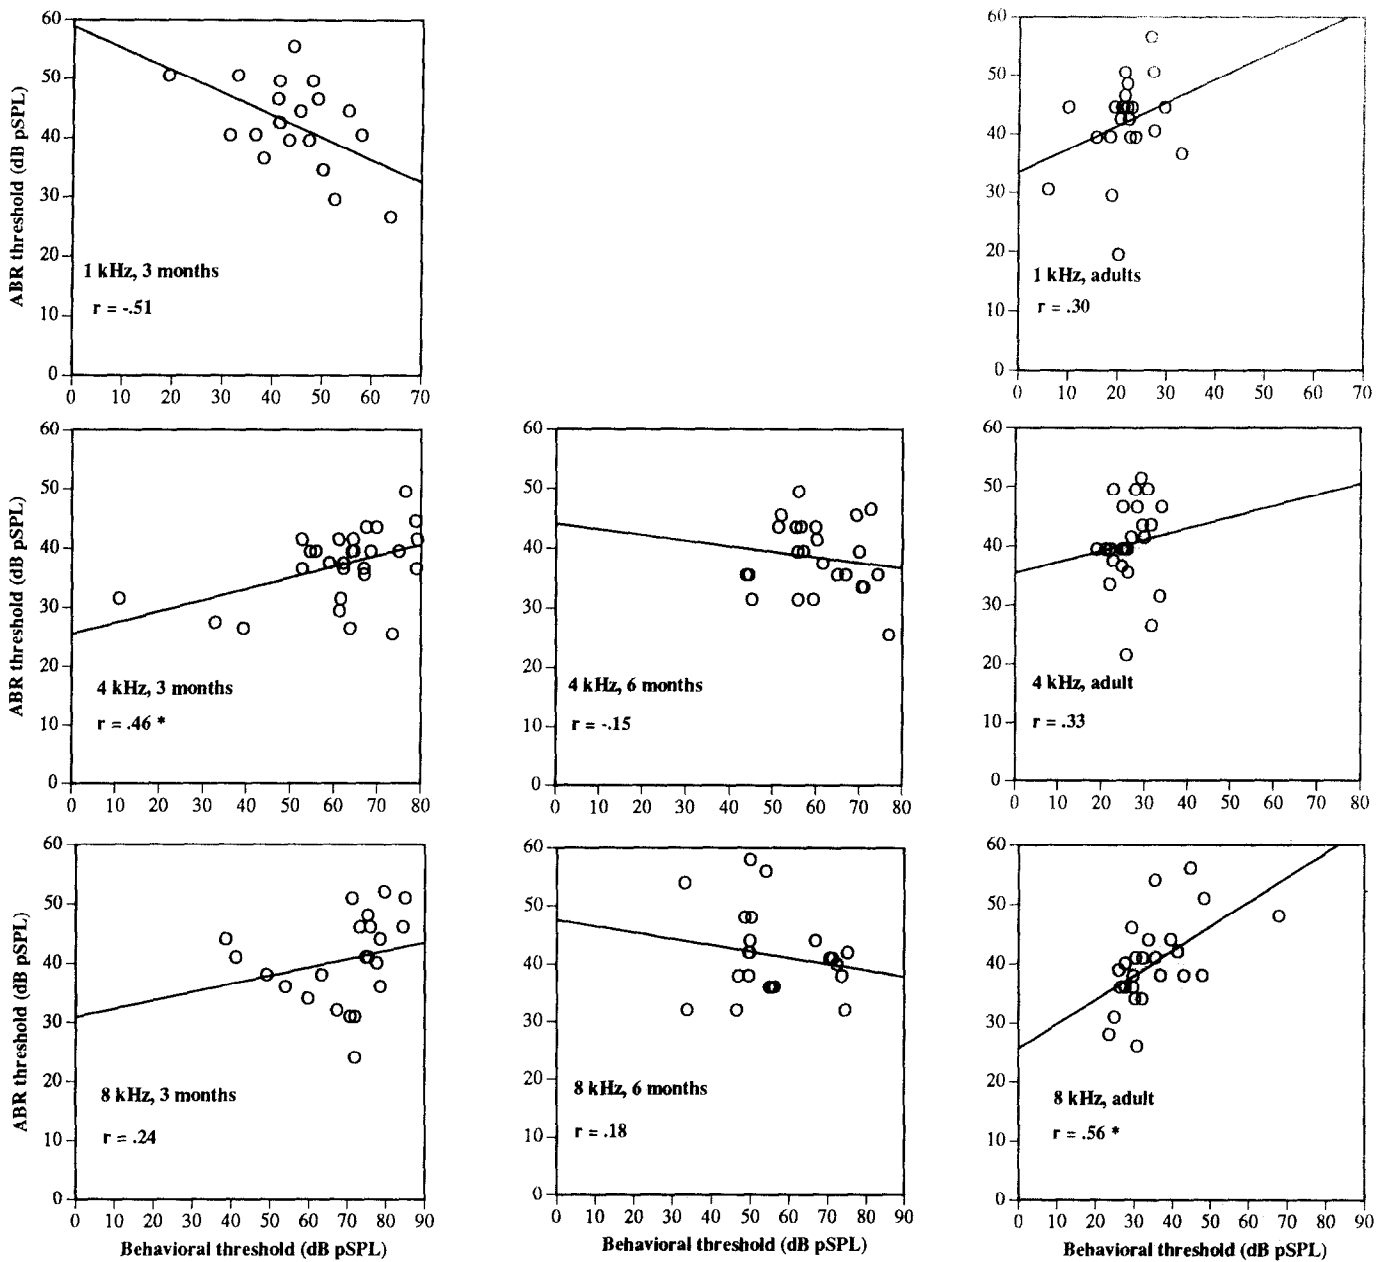 ABR threshold (dB pSPL)
60
50
40
30
20
10
0
1 kHz, 3 months
r = -.51
0 10 20 30 40 50 60 70
60
50
40
30
20
10
0
1 kHz, adults
r = .30
0 10 20 30 40 50 60 70
ABR threshold (dB pSPL)
60
50
40
30
20
10
0
4 kHz, 3 months
r = .46 *
0 10 20 30 40 50 60 70 80
60
50
40
30
20
10
0
4 kHz, 6 months
r = -.15
0 10 20 30 40 50 60 70 80
60
50
40
30
20
10
0
4 kHz, adult
r = .33
0 10 20 30 40 50 60 70 80
ABR threshold (dB pSPL)
60
50
40
30
20
10
0
8 kHz, 3 months
r = .24
0 10 20 30 40 50 60 70 80 90
Behavioral threshold (dB pSPL)
60
50
40
30
20
10
0
8 kHz, 6 months
r = .18
0 10 20 30 40 50 60 70 80 90
Behavioral threshold (dB pSPL)
60
50
40
30
20
10
0
8 kHz, adult
r = .56 *
0 10 20 30 40 50 60 70 80 90
Behavioral threshold (dB pSPL)